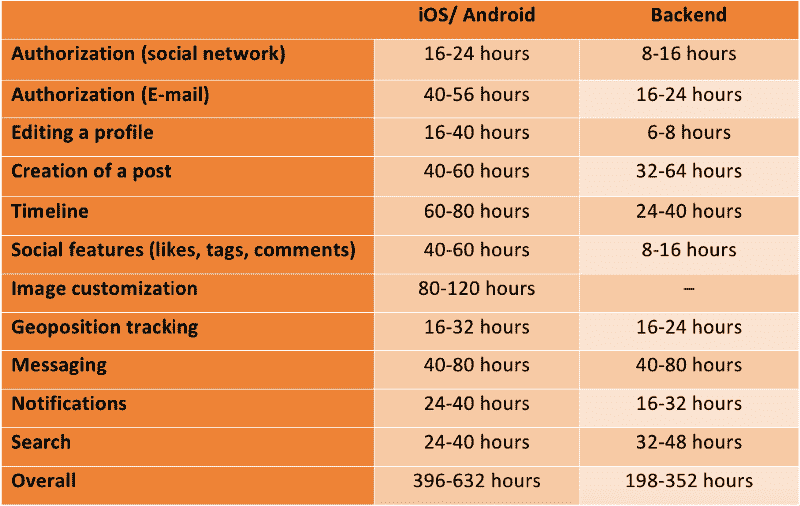 iOS/ Android Backend
Authorization (social network) 16-24 hours 8-16 hours
Authorization (E-mail) 40-56 hours 16-24 hours
Editing a profile 16-40 hours 6-8 hours
Creation of a post 40-60 hours 32-64 hours
Timeline 60-80 hours 24-40 hours
Social features (likes, tags, comments) 40-60 hours 8-16 hours
Image customization 80-120 hours –
Geoposition tracking 16-32 hours 16-24 hours
Messaging 40-80 hours 40-80 hours
Notifications 24-40 hours 16-32 hours
Search 24-40 hours 32-48 hours
Overall 396-632 hours 198-352 hours